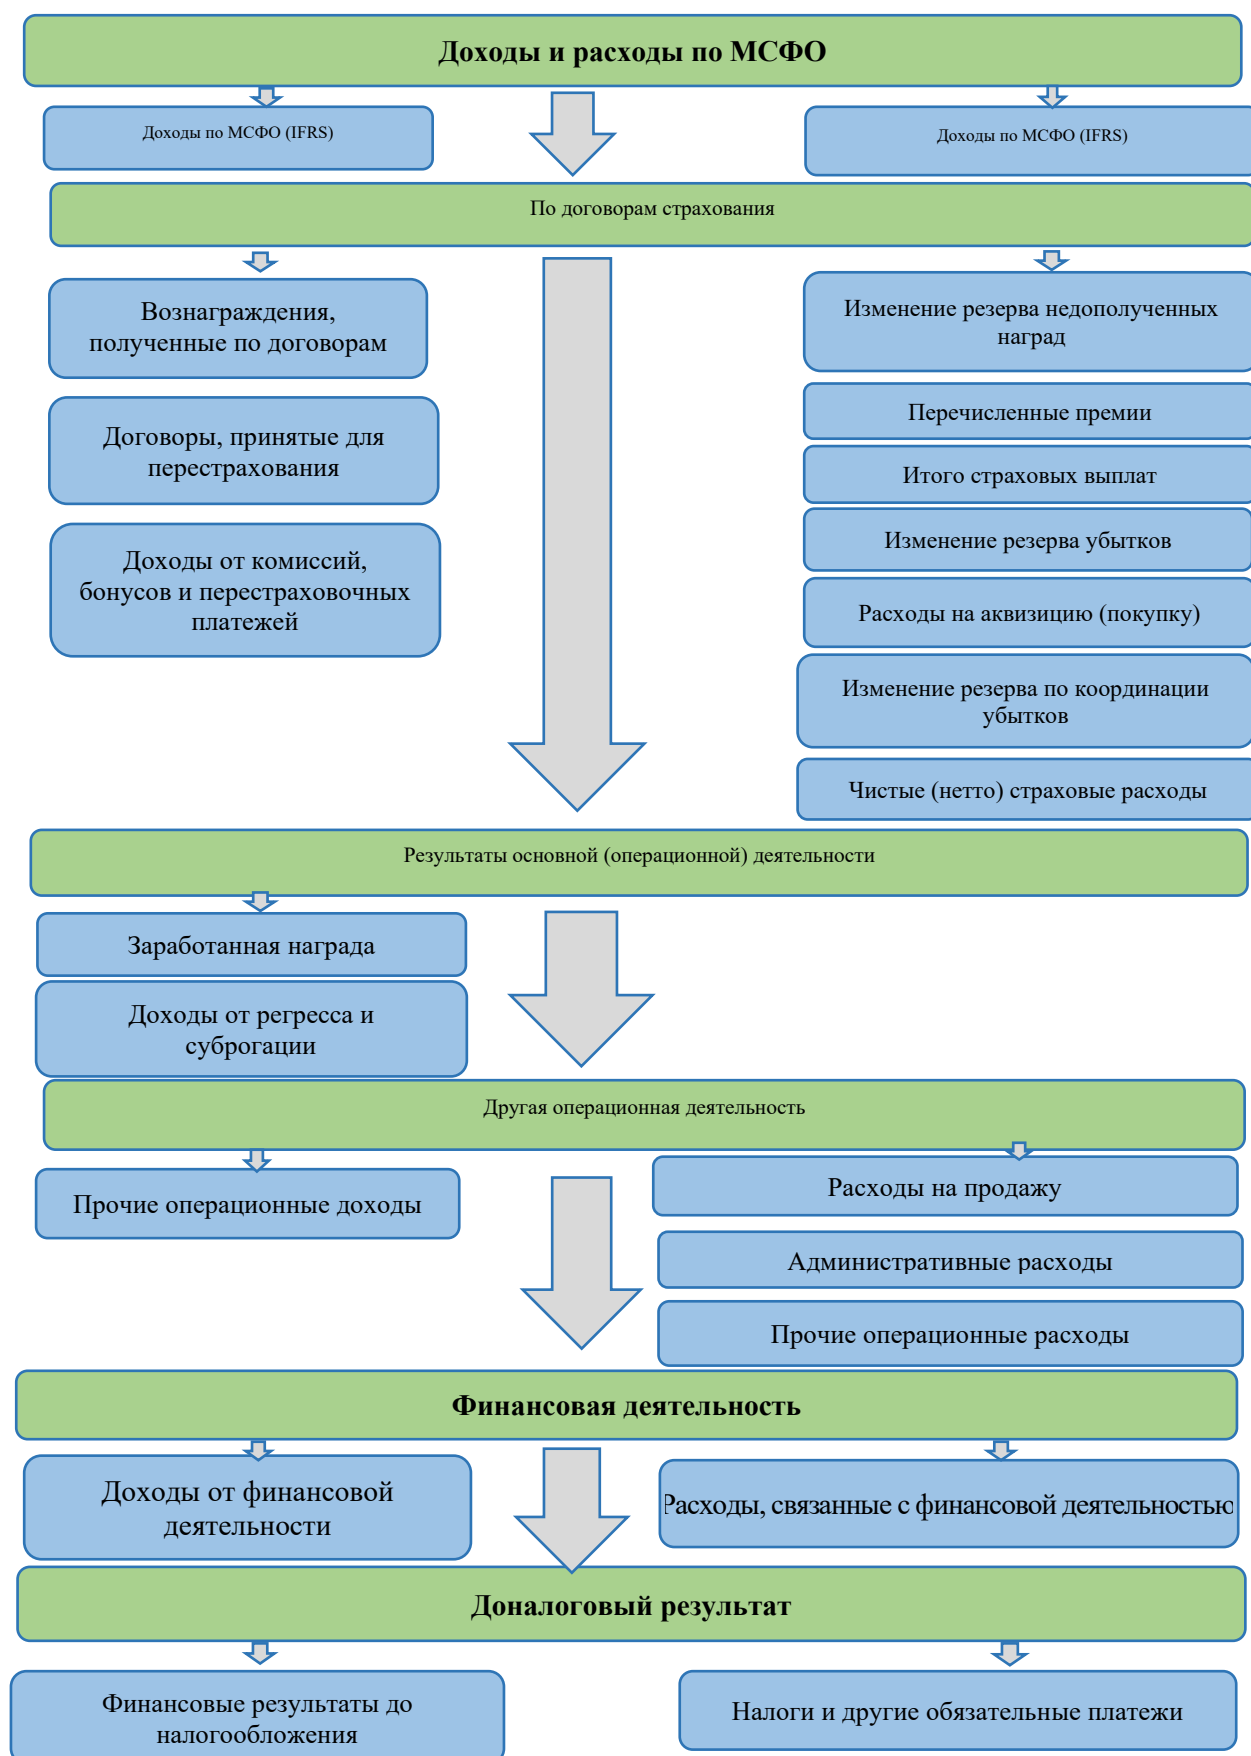 Доходы и расходы по МСФО
Доходы по МСФО (IFRS)
Доходы по МСФО (IFRS)
По договорам страхования
Вознаграждения,
полученные по договорам
Договоры, принятые для
перестрахования
Доходы от комиссий,
бонусов и перестраховочных
платежей
Изменение резерва недополученных
наград
Перечисленные премии
Итого страховых выплат
Изменение резерва убытков
Расходы на аквизицию (покупку)
Изменение резерва по координации
убытков
Чистые (нетто) страховые расходы
Результаты основной (операционной) деятельности
Заработанная награда
Доходы от регресса и
суброгации
Другая операционная деятельность
Прочие операционные доходы
Расходы на продажу
Административные расходы
Прочие операционные расходы
Финансовая деятельность
Доходы от финансовой
деятельности
Расходы, связанные с финансовой деятельностью
Доналоговый результат
Финансовые результаты до
налогообложения
Налоги и другие обязательные платежи